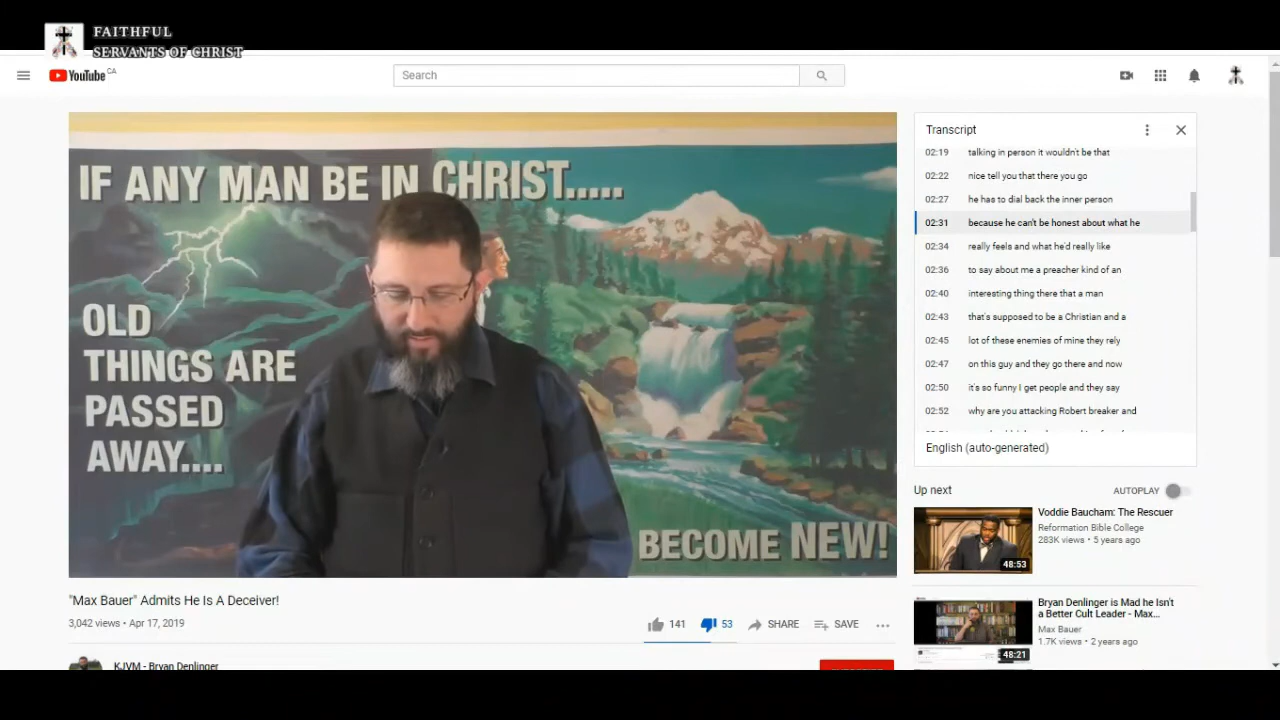 FAITHFUL
SERVANTS OF CHRIST
YouTube CA
Search
IF ANY MAN BE IN CHRIST.....
OLD
THINGS ARE
PASSED
AWAY....
BECOME NEW!
Transcript
02:19 talking in person it wouldn't be that
02:22 nice tell you that there you go
02:27 he has to dial back the inner person
02:31 because he can't be honest about what he
02:34 really feels and what he'd really like
02:36 to say about me a preacher kind of an
02:40 interesting thing there that a man
02:43 that's supposed to be a Christian and a
02:45 lot of these enemies of mine they rely
02:47 on this guy and they go there and now
02:50 it's so funny I get people and they say
02:52 why are you attacking Robert breaker and
English (auto-generated)
Up next
AUTOPLAY
Voddie Baucham: The Rescuer
Reformation Bible College
283K views • 5 years ago
48:53
Bryan Denlinger is Mad he Isn't
a Better Cult Leader - Max...
Max Bauer
1.7K views • 2 years ago
48:21
"Max Bauer" Admits He Is A Deceiver!
3,042 views • Apr 17, 2019
141
53
SHARE
SAVE
KJVM - Bryan Denlinger